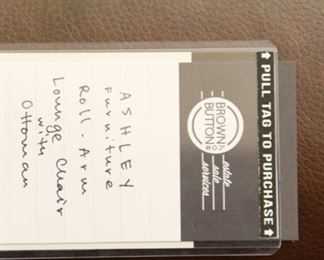 ↑ PULL TAG TO PURCHASE ↑
BROWN
BUTTON
estate
sale
services
ASHLEY
Furniture
Roll-Arm
Lounge Chair
with
Ottoman